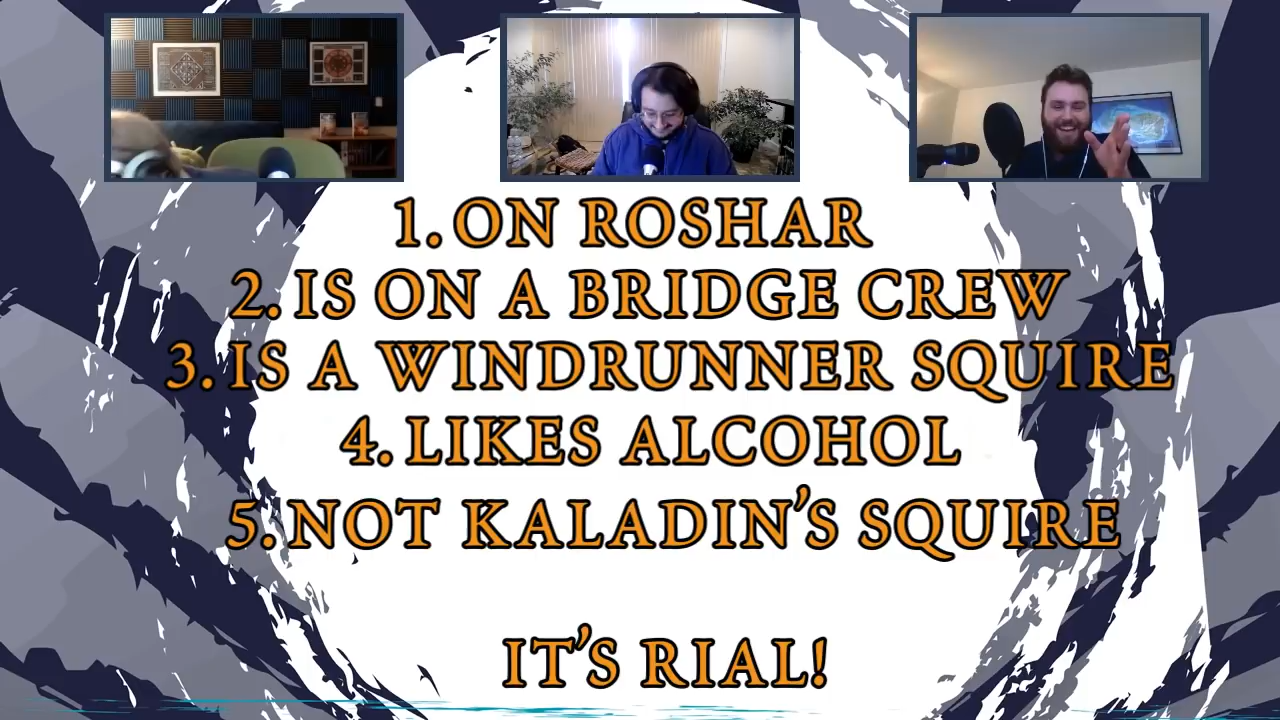 1. ON ROSHAR
2. IS ON A BRIDGE CREW
3. IS A WINDRUNNER SQUIRE
4. LIKES ALCOHOL
5. NOT KALADIN'S SQUIRE
IT'S RIAL!